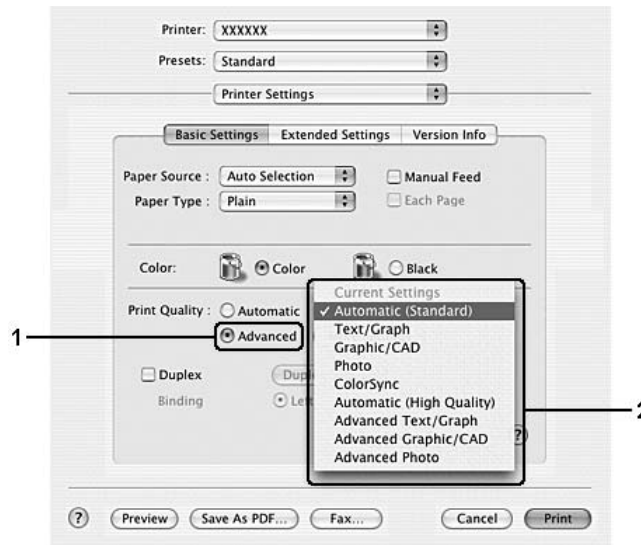 Printer: XXXXXX
Presets: Standard
Printer Settings
Basic Settings Extended Settings Version Info
Paper Source : Auto Selection Manual Feed
Paper Type : Plain Each Page
Color: Color Black
Current Settings
Print Quality : Automatic ✓ Automatic (Standard)
Text/Graph
1 Advanced Graphic/CAD
Photo
Duplex ColorSync
Binding Automatic (High Quality)
2
Advanced Text/Graph
Advanced Graphic/CAD ?
Advanced Photo
? Preview Save As PDF... Fax... Cancel Print